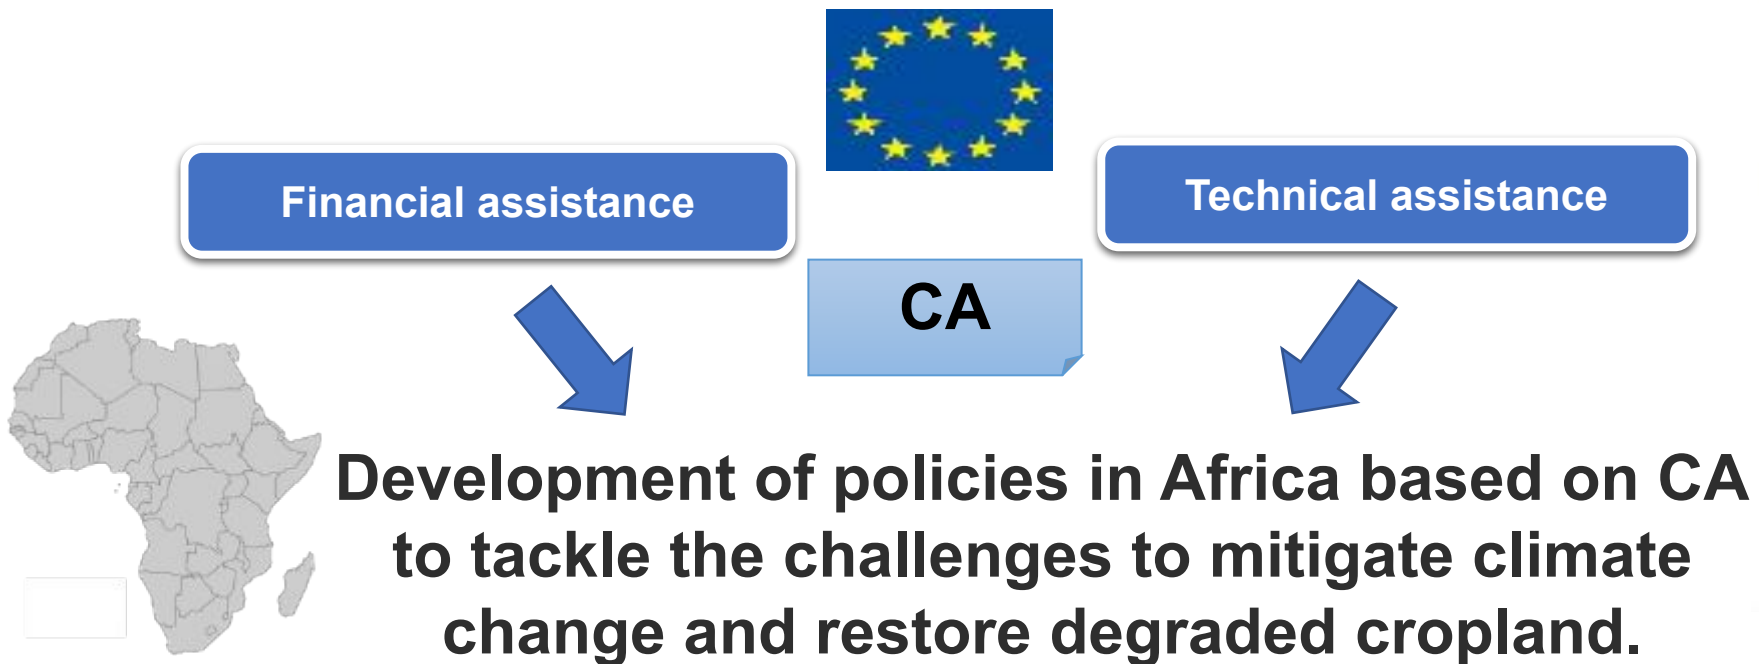 Financial assistance
Technical assistance
CA
Development of policies in Africa based on CA
to tackle the challenges to mitigate climate
change and restore degraded cropland.